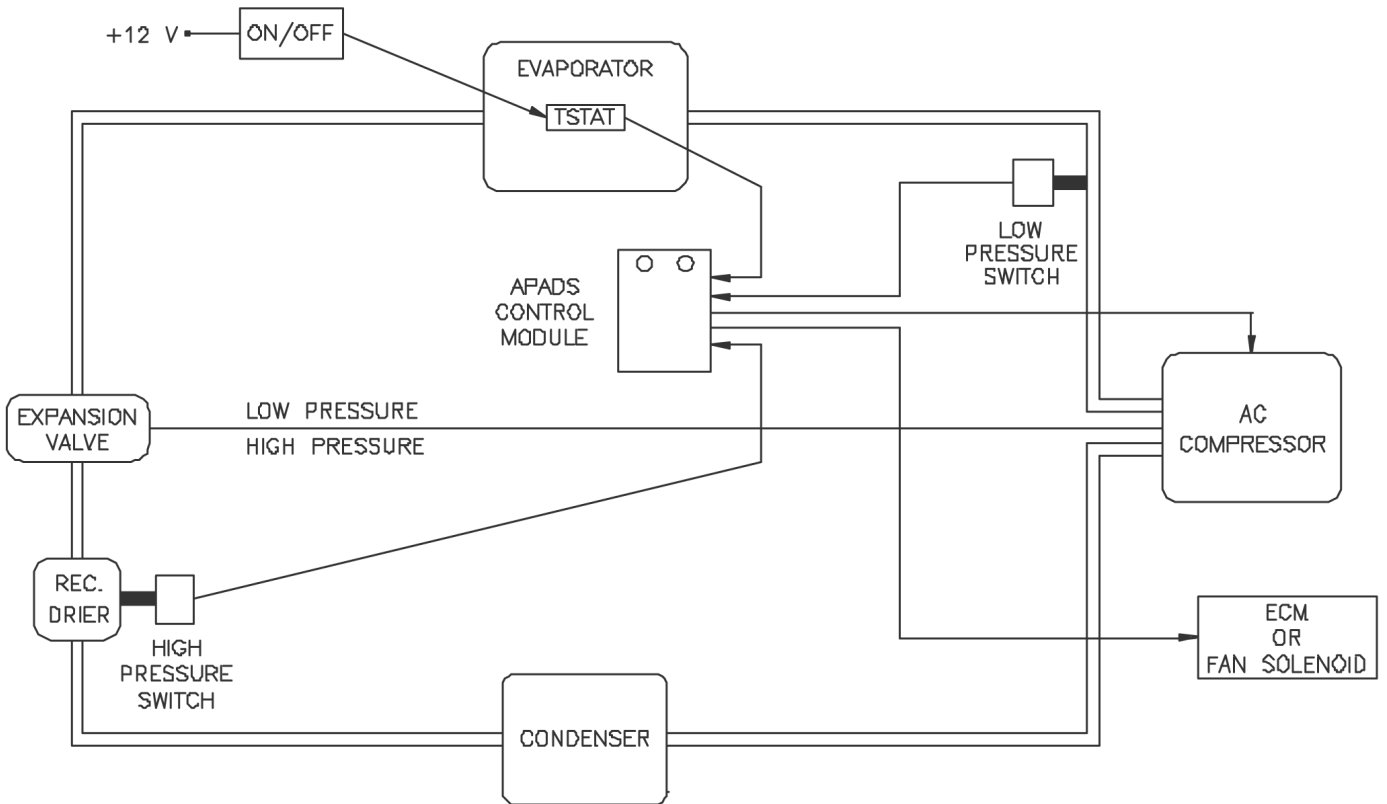 +12 V
ON/OFF
EVAPORATOR
TSTAT
LOW
PRESSURE
SWITCH
APADS
CONTROL
MODULE
EXPANSION
VALVE
LOW PRESSURE
HIGH PRESSURE
AC
COMPRESSOR
REC.
DRIER
HIGH
PRESSURE
SWITCH
ECM
OR
FAN SOLENOID
CONDENSER